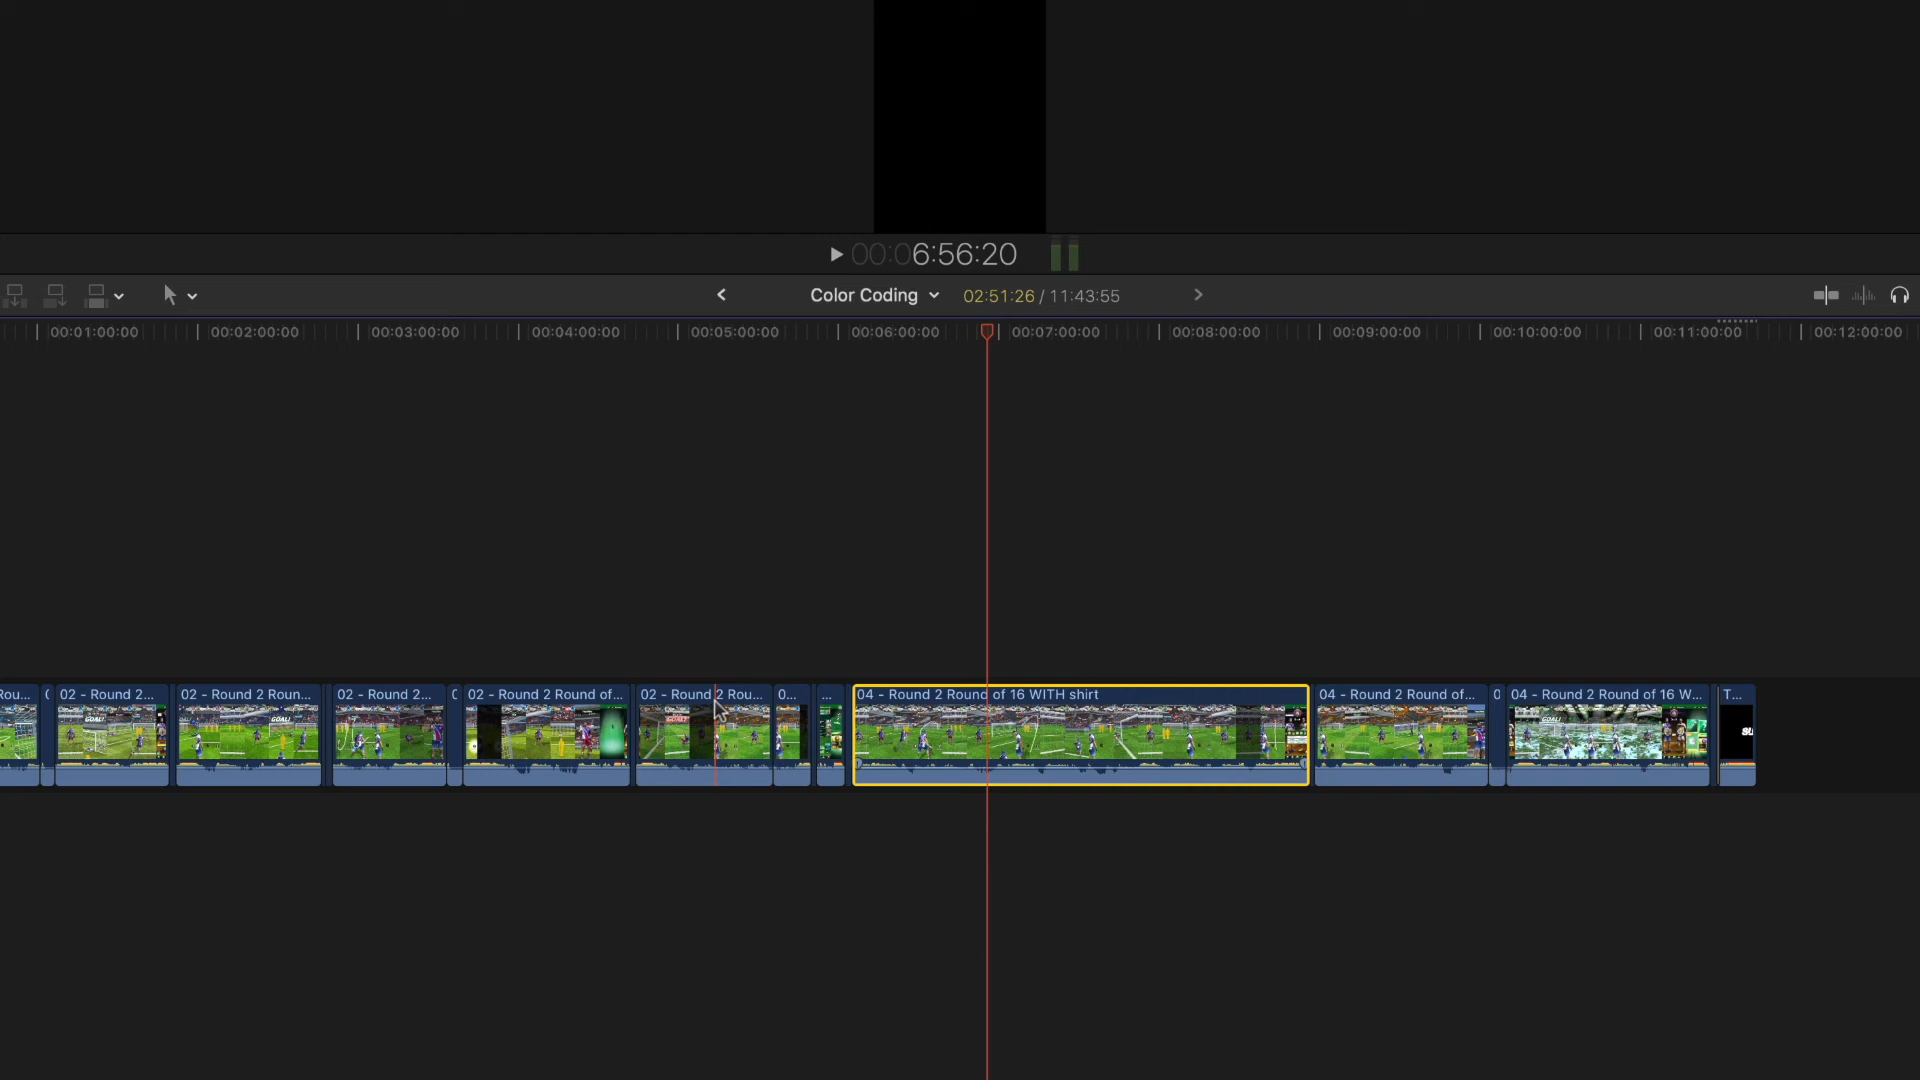 00:06:56:20
Color Coding 02:51:26 / 11:43:55
00:01:00:00 00:02:00:00 00:03:00:00 00:04:00:00 00:05:00:00 00:06:00:00 00:07:00:00 00:08:00:00 00:09:00:00 00:10:00:00 00:11:00:00 00:12:00:00
Rou... 02 - Round 2... 02 - Round 2 Roun... 02 - Round 2... 02 - Round 2 Round of... 02 - Round 2 Rou... 0... ... 04 - Round 2 Round of 16 WITH shirt 04 - Round 2 Round of... 0 04 - Round 2 Round of 16 W... T...
GOAL! GOAL! GOAL!